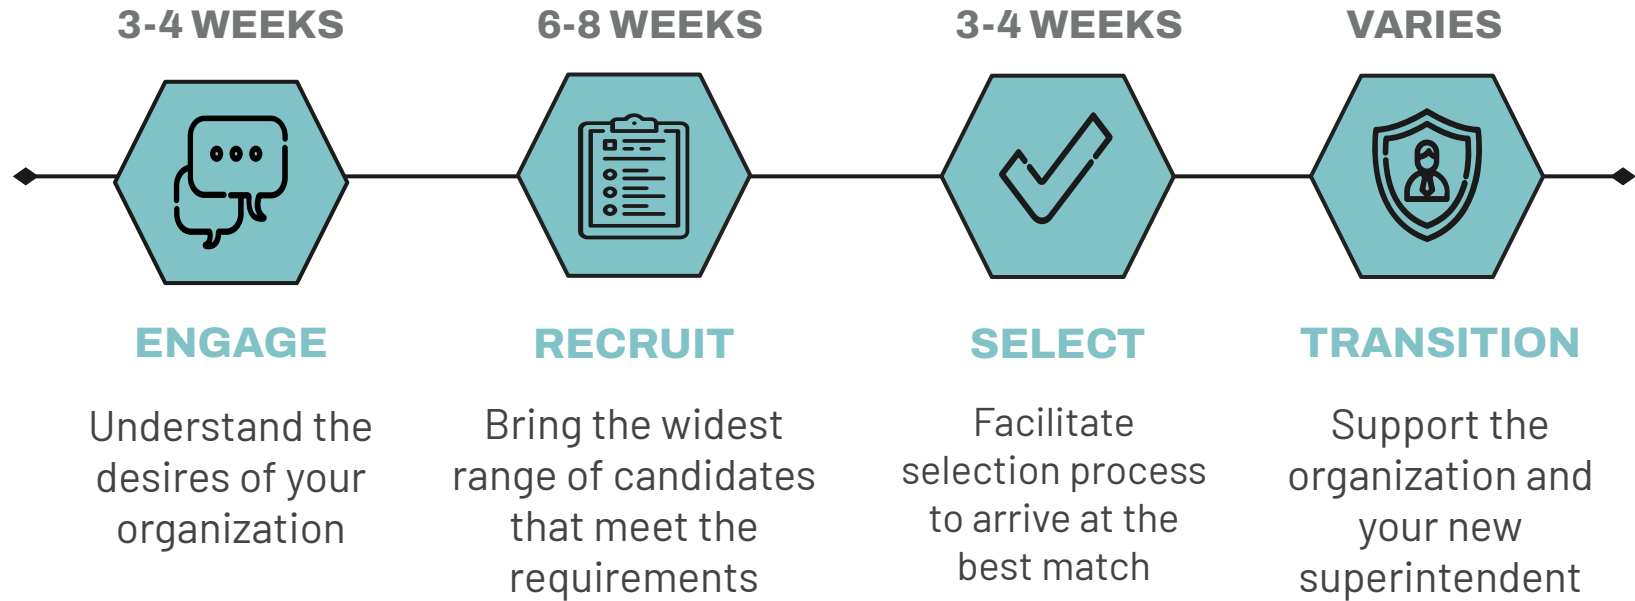 3-4 WEEKS
ENGAGE
Understand the
desires of your
organization
6-8 WEEKS
RECRUIT
Bring the widest
range of candidates
that meet the
requirements
3-4 WEEKS
SELECT
Facilitate
selection process
to arrive at the
best match
VARIES
TRANSITION
Support the
organization and
your new
superintendent